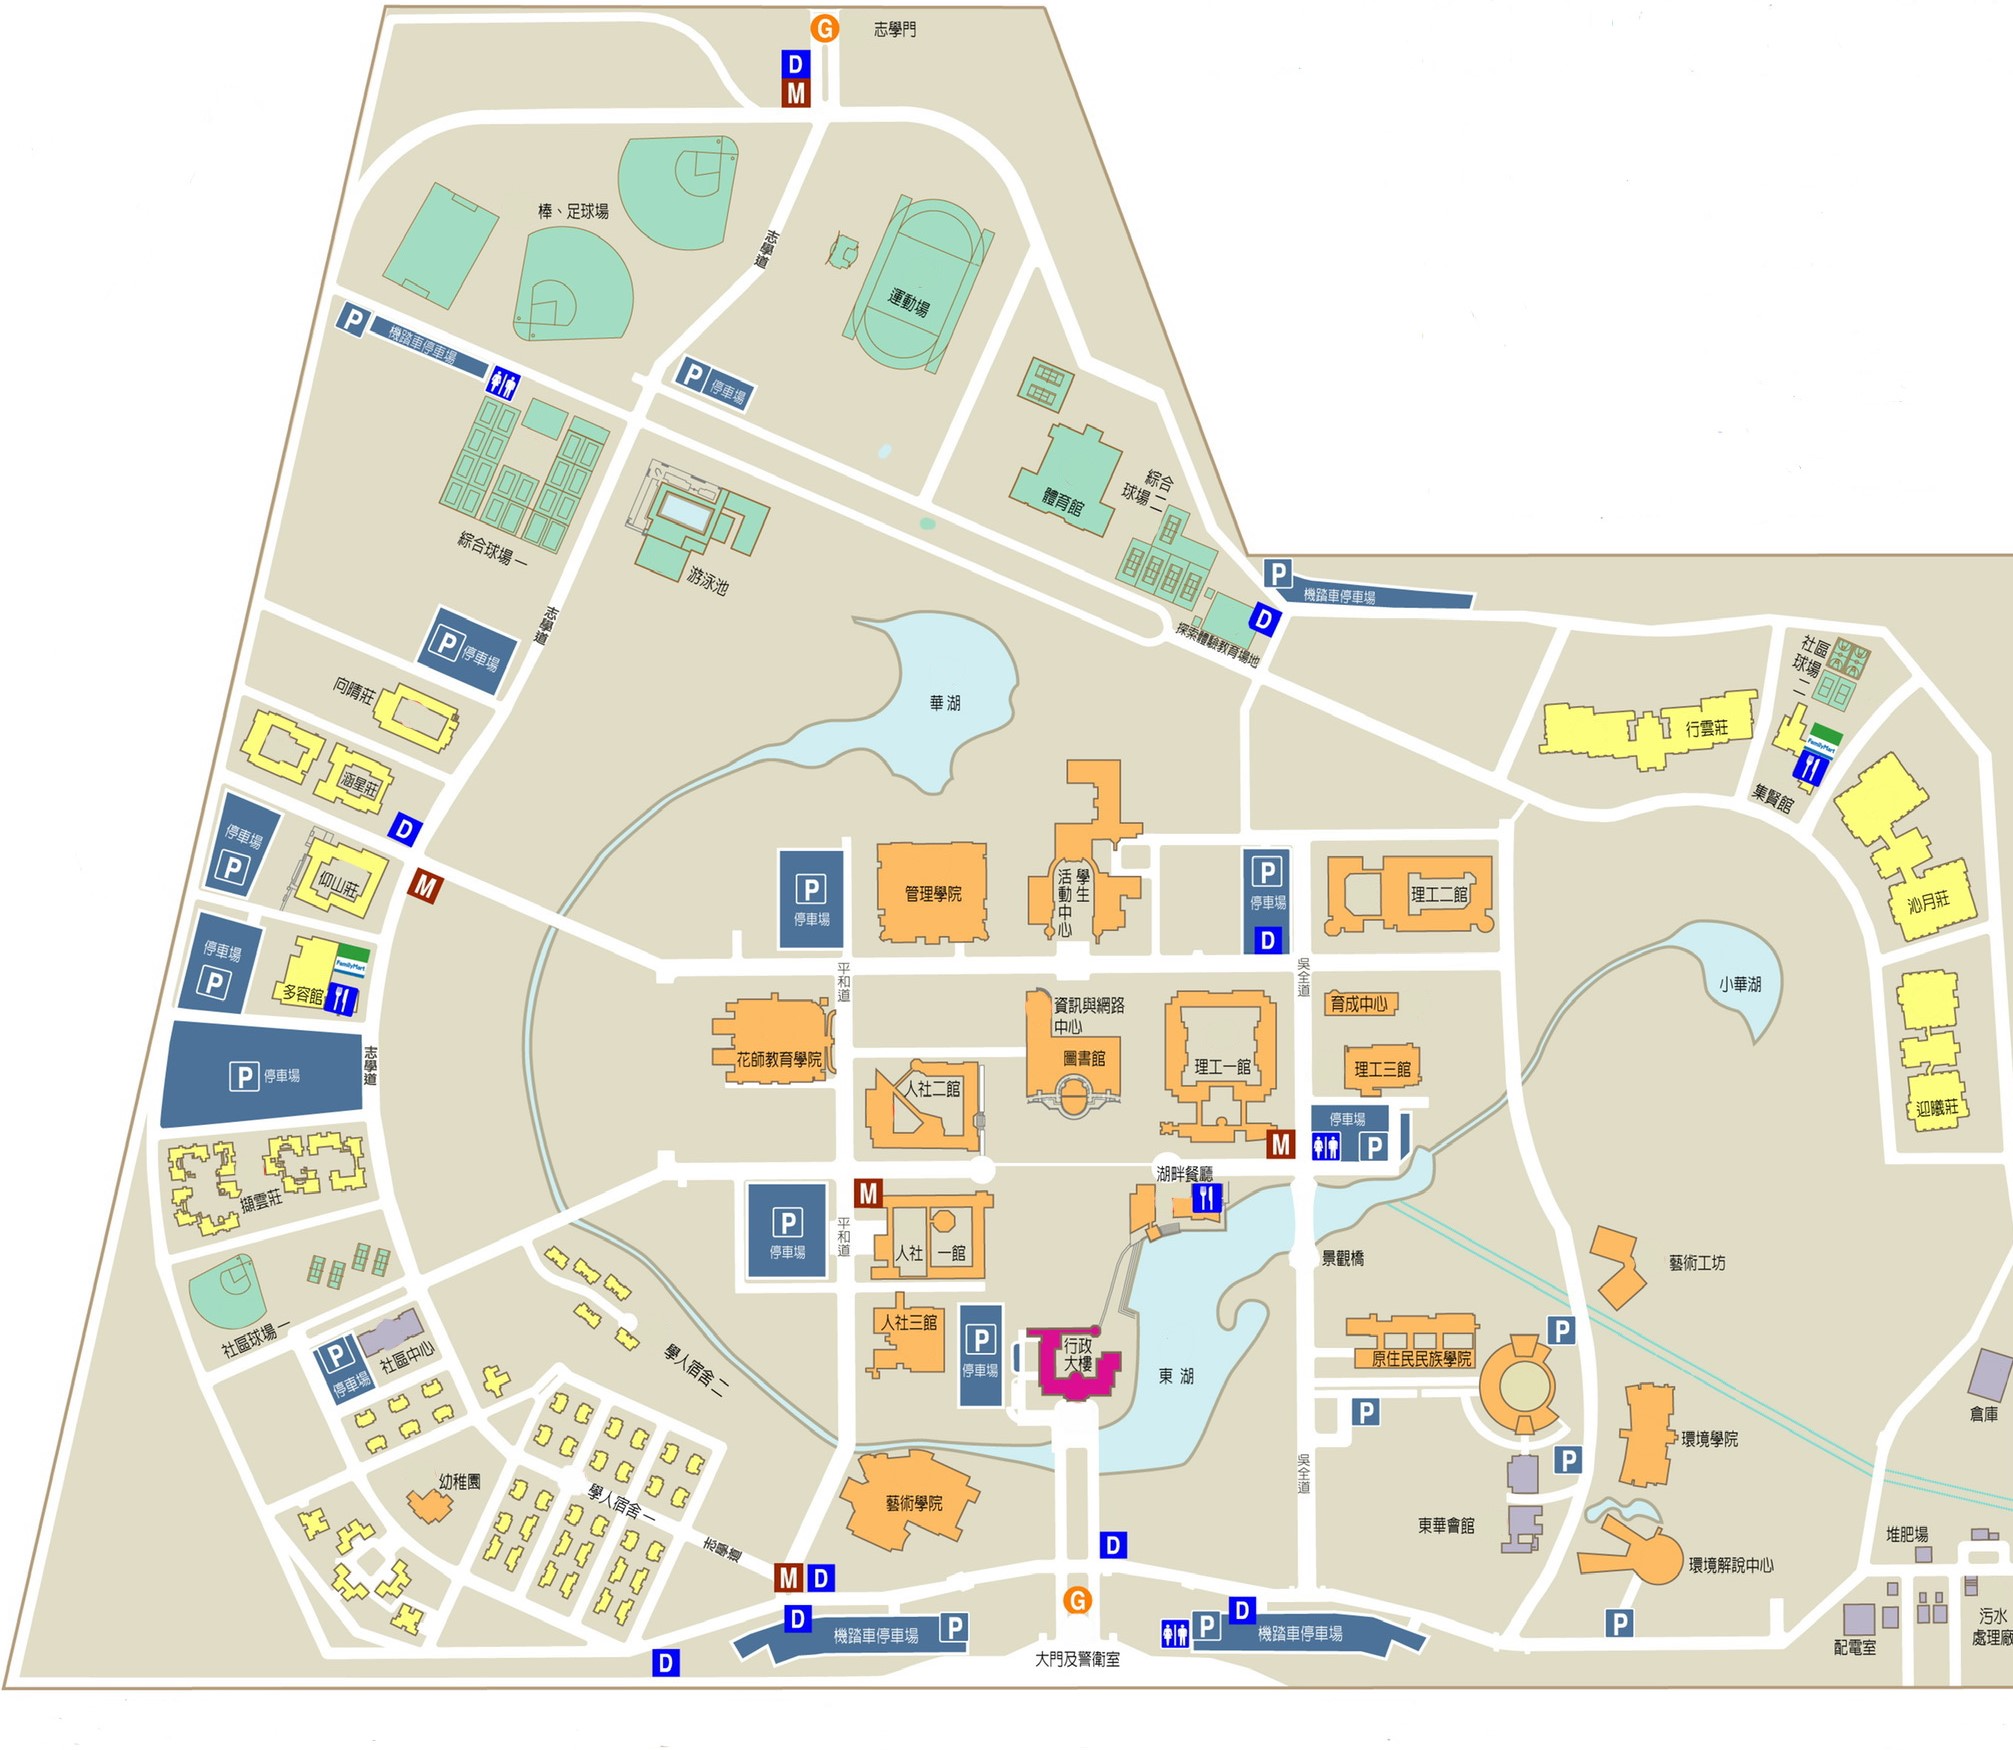 G
志學門
D
M
棒、足球場
志學道
運動場
P
機踏車停車場
P 停車場
綜合球場一
游泳池
體育館
綜合
球場二
探索體驗教育場地
D
P
機踏車停車場
志學道
P 停車場
向晴莊
涵星莊
D
停車場
P
仰山莊
M
停車場
P
FamilyMart
多容館
P 停車場
志學道
擷雲莊
華湖
社區
球場
二
行雲莊
FamilyMart
集賢館
沁月莊
小華湖
迎曦莊
P
停車場
管理學院
學生
活動中心
P
停車場
D
理工二館
平和道
吳全道
花師教育學院
資訊與網路
中心
圖書館
人社二館
理工一館
育成中心
理工三館
停車場
P
M
湖畔餐廳
M
P
停車場
平和道
人社一館
景觀橋
藝術工坊
社區球場一
社區中心
P
停車場
學人宿舍二
人社三館
P
停車場
行政
大樓
東湖
原住民民族學院
P
P
P
環境學院
倉庫
幼稚園
學人宿舍一
志學道
藝術學院
吳全道
東華會館
環境解說中心
堆肥場
M
D
D
D
G
D
機踏車停車場
P
大門及警衛室
P
D
機踏車停車場
P
配電室
污水
處理廠
D